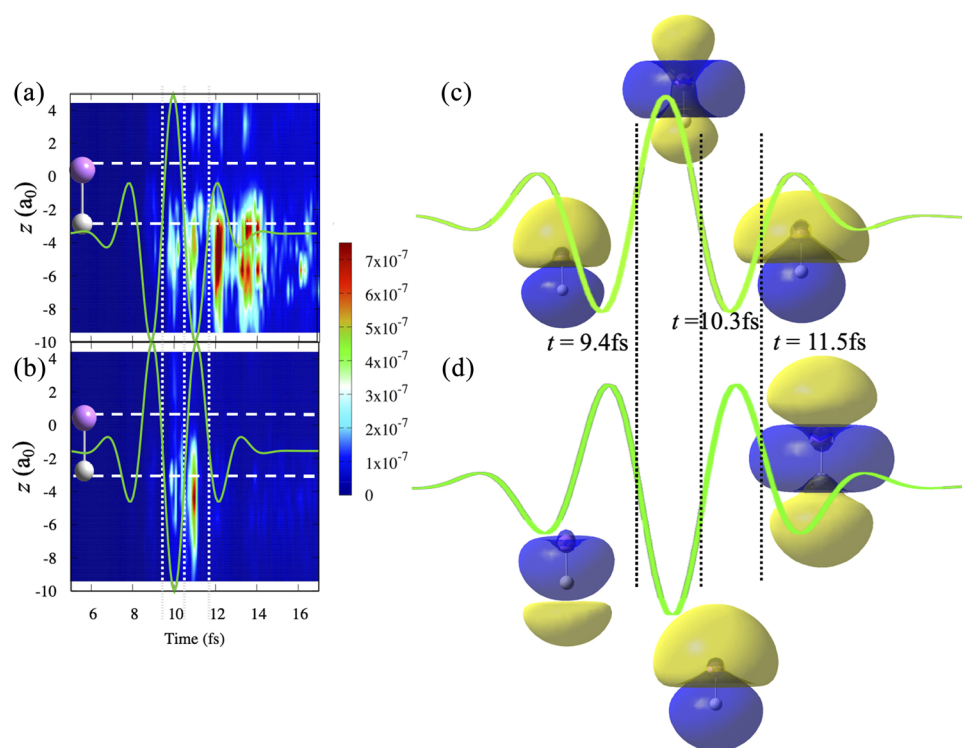 (a)
(c)
4
2
0
-2
-4
-6
-8
-10
z (a₀)
7x10⁻⁷
6x10⁻⁷
5x10⁻⁷
4x10⁻⁷
3x10⁻⁷
2x10⁻⁷
1x10⁻⁷
0
t = 9.4fs
t =10.3fs
t = 11.5fs
(b)
(d)
4
2
0
-2
-4
-6
-8
-10
z (a₀)
6 8 10 12 14 16
Time (fs)